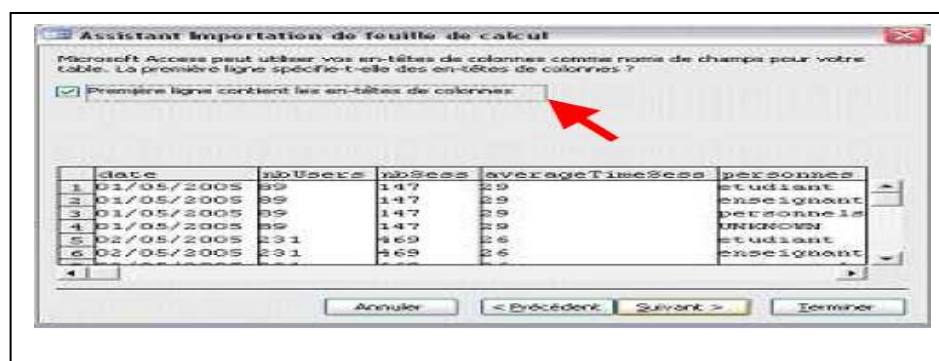 Assistant Importation de feuille de calcul
Microsoft Access peut utiliser vos en-têtes de colonnes comme noms de champs pour votre
table. La première ligne spécifie-t-elle des en-têtes de colonnes ?
Première ligne contient les en-têtes de colonnes
date nbUsers nbSess averageTimeSess personnes
1 01/05/2005 89 147 29 etudiant
2 01/05/2005 89 147 29 enseignant
3 01/05/2005 89 147 29 personnels
4 01/05/2005 89 147 29 UNKNOWN
5 02/05/2005 231 469 26 etudiant
6 02/05/2005 231 469 26 enseignant
Annuler < Précédent Suivant > Terminer